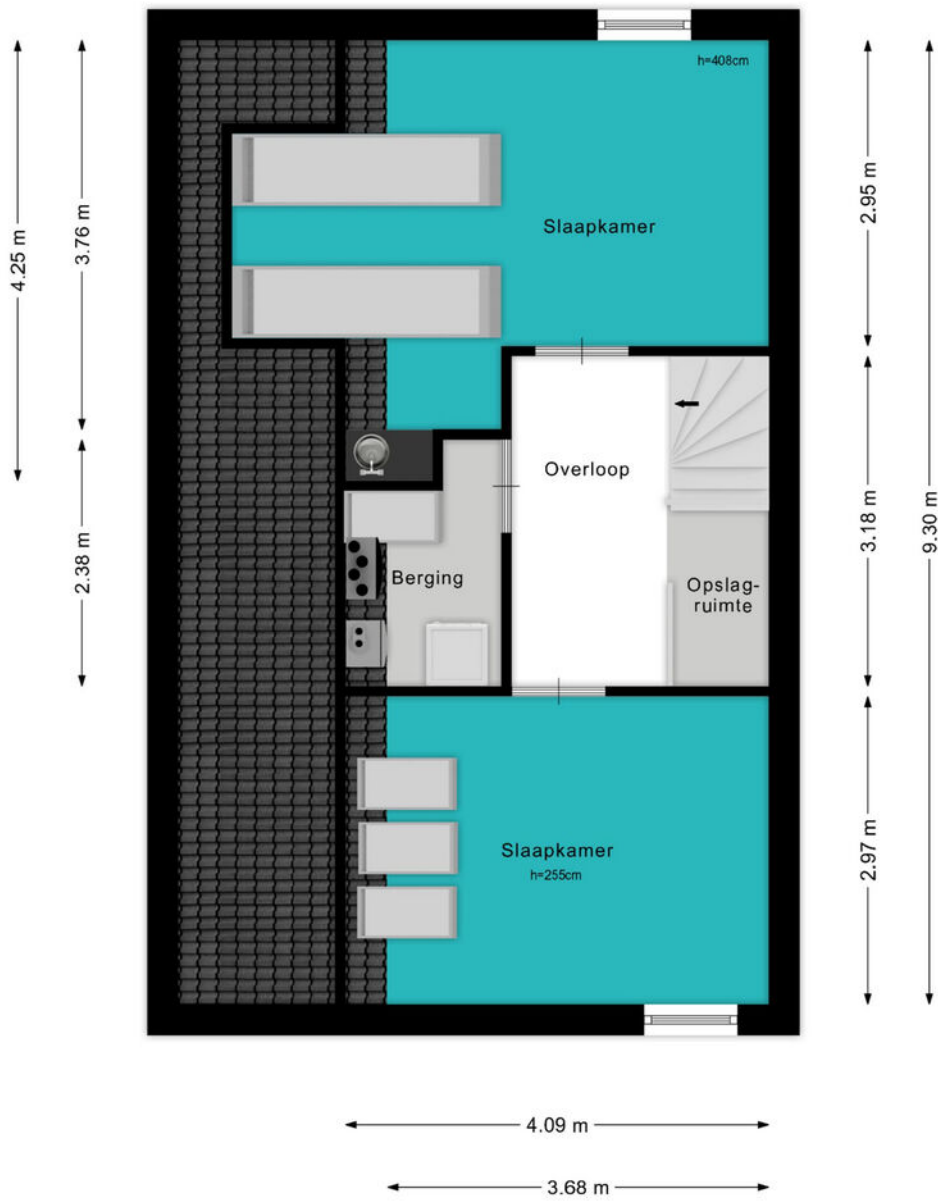 h=408cm
4.25 m
3.76 m
2.95 m
Slaapkamer
Overloop
9.30 m
3.18 m
2.38 m
Berging
Opslag-
ruimte
Slaapkamer
h=255cm
2.97 m
4.09 m
3.68 m